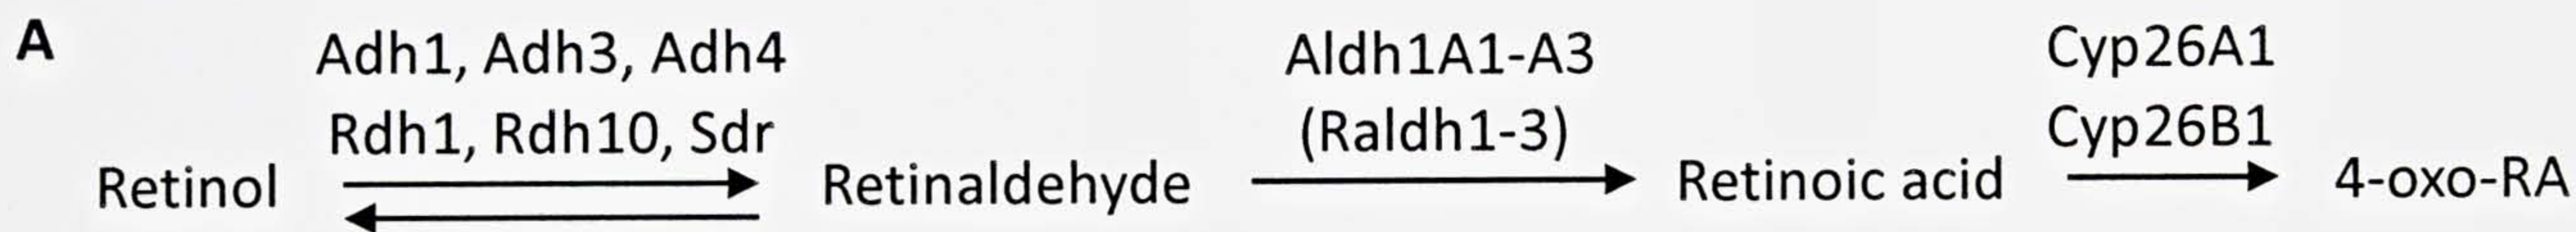 A
Adh1, Adh3, Adh4
Rdh1, Rdh10, Sdr
Aldh1A1-A3
(Raldh1-3)
Cyp26A1
Cyp26B1
Retinol
Retinaldehyde
Retinoic acid
4-oxo-RA